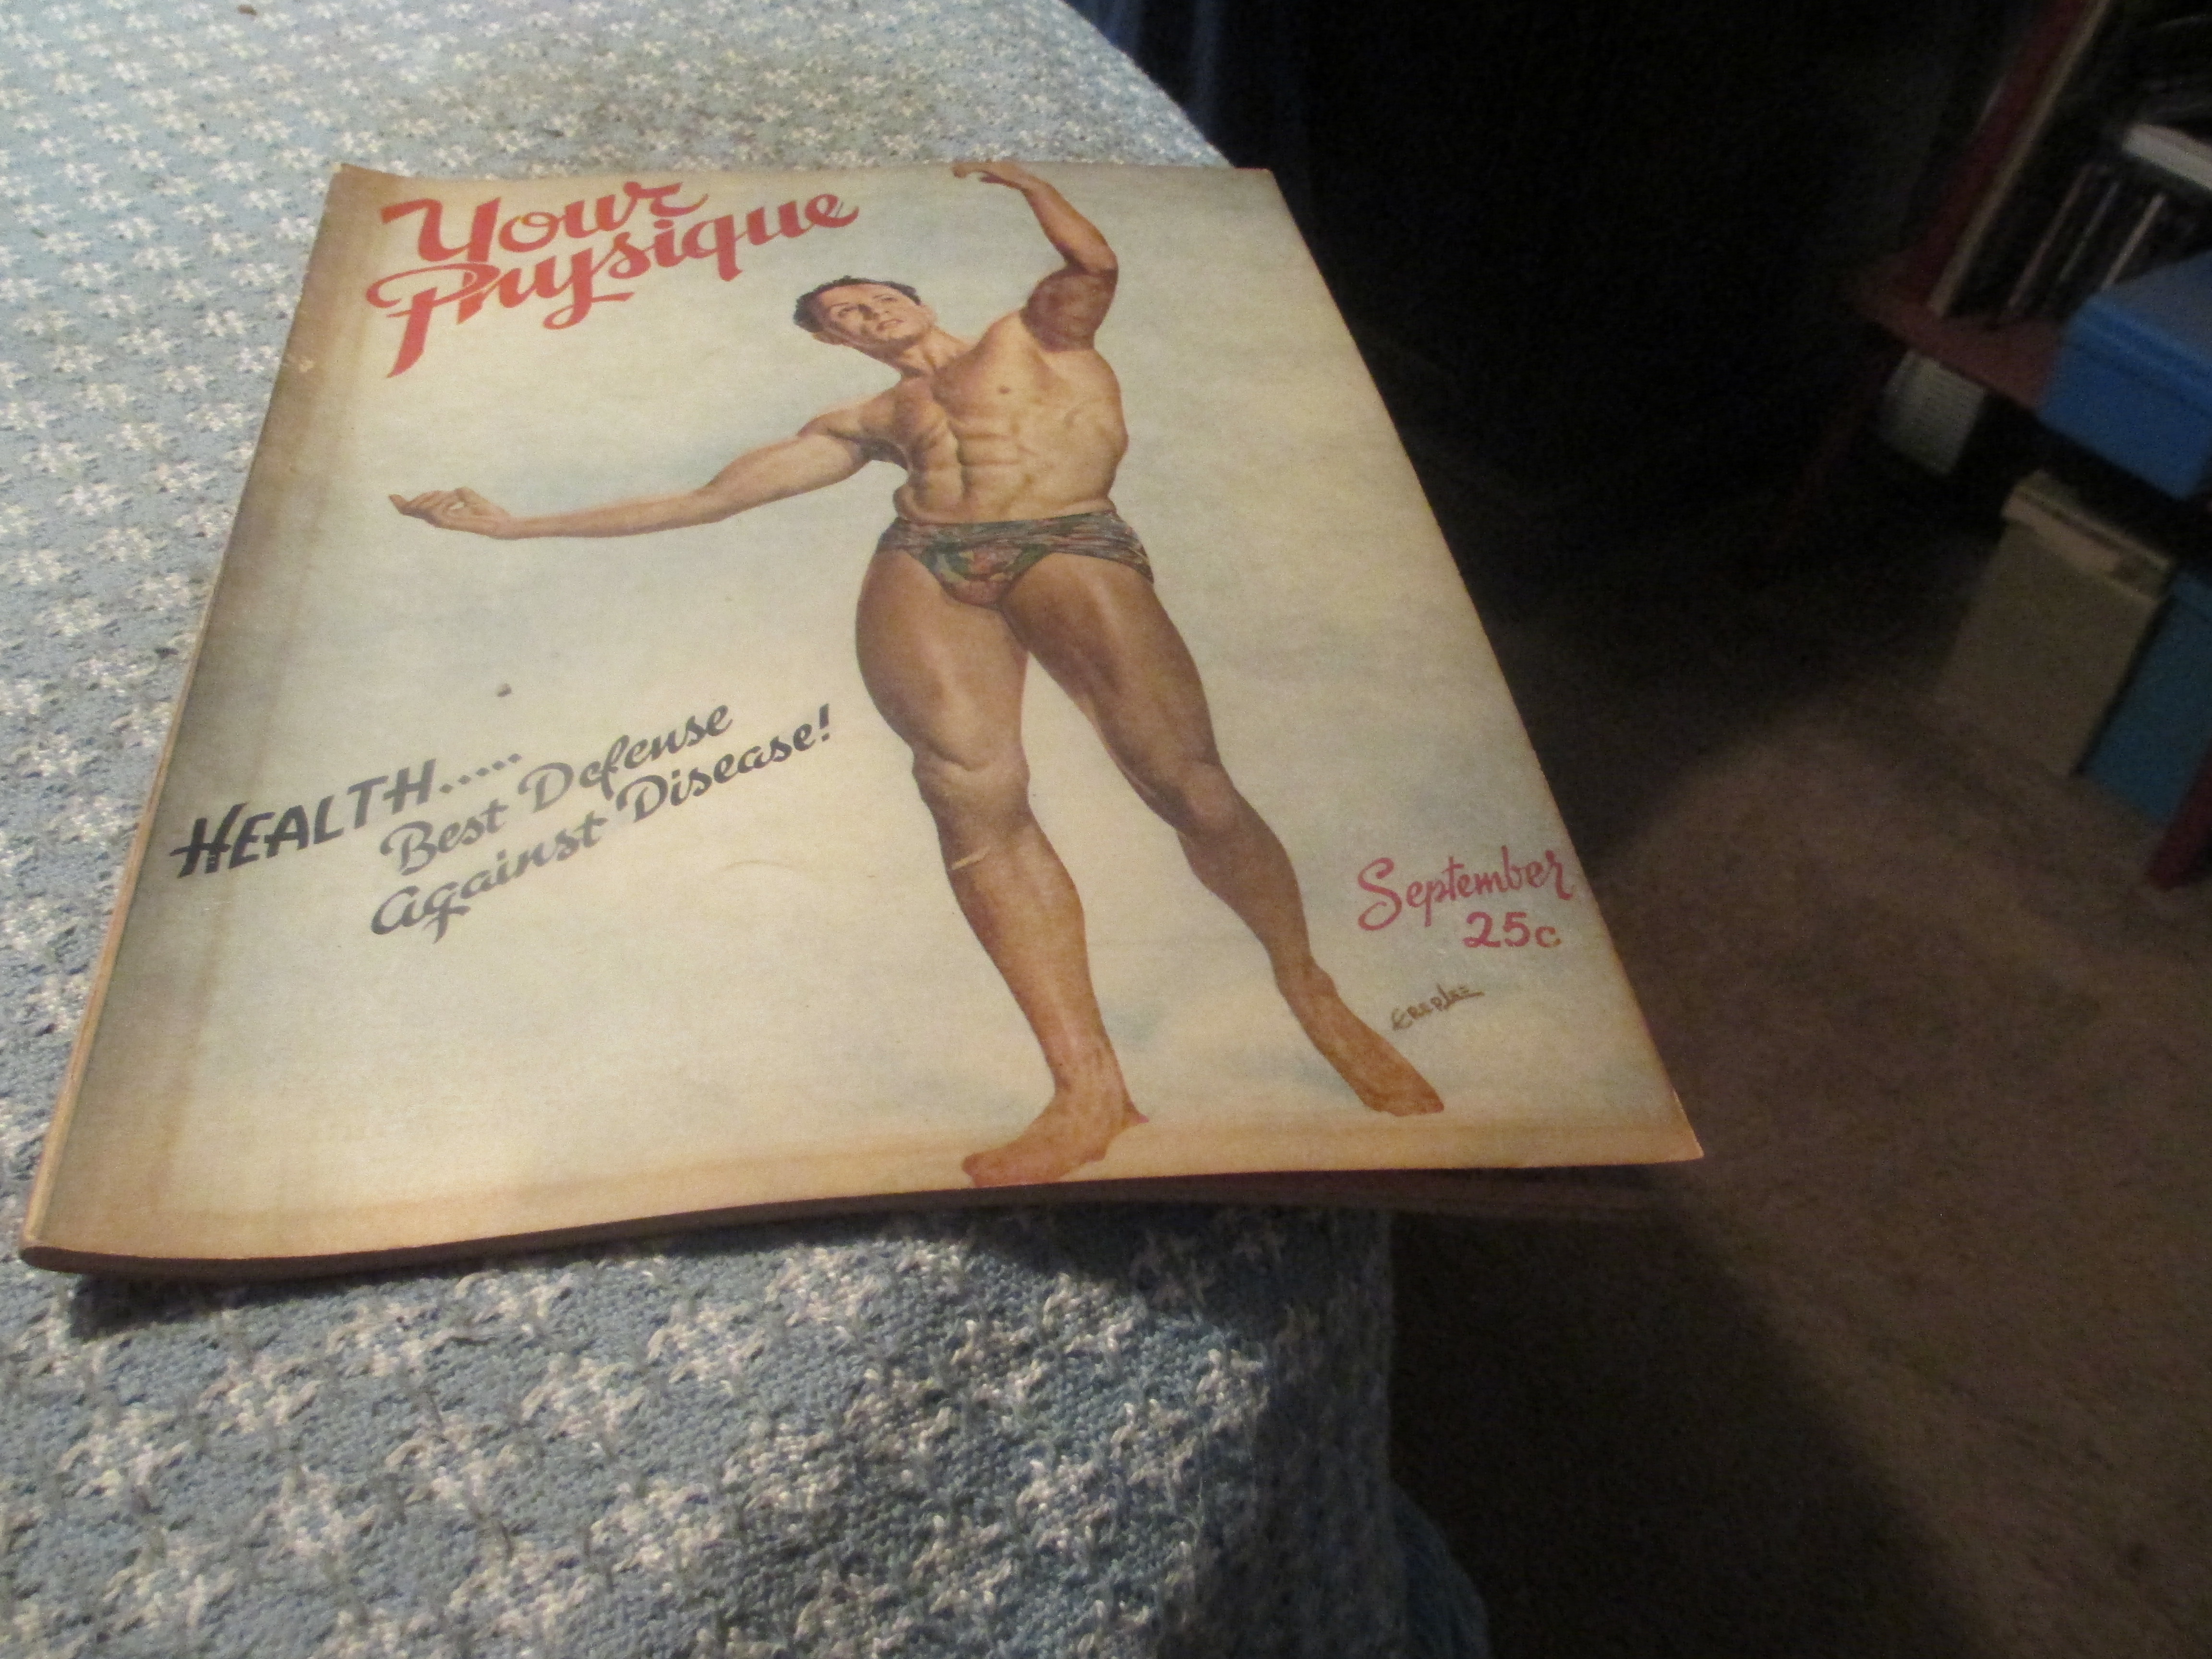 Your
Physique
HEALTH.....
Best Defense
Against Disease!
September
25c